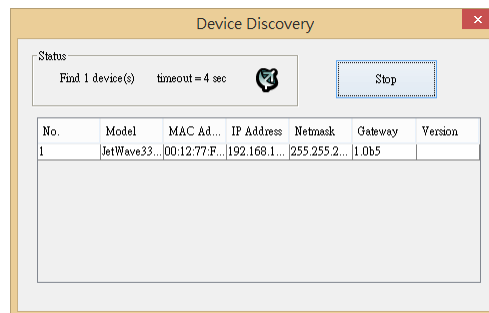 Device Discovery
Status
Find 1 device(s) timeout = 4 sec
Stop
No. Model MAC Ad... IP Address Netmask Gateway Version
1 JetWave33... 00:12:77:F... 192.168.1... 255.255.2... 1.0b5